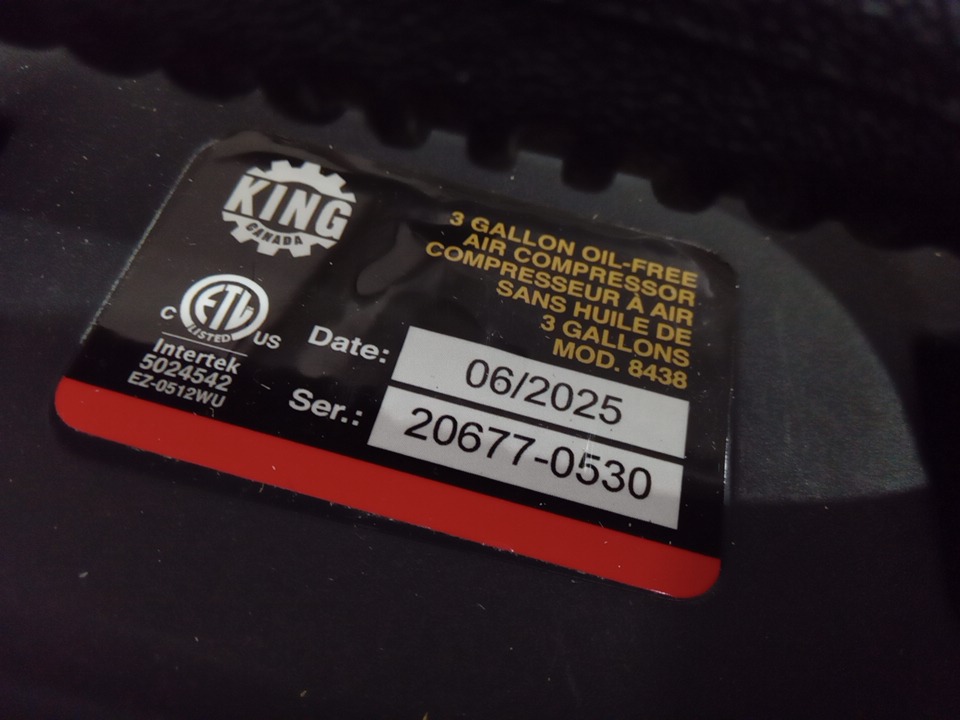 KING
CANADA
3 GALLON OIL-FREE
AIR COMPRESSOR
COMPRESSEUR À AIR
SANS HUILE DE
3 GALLONS
MOD. 8438
C ETL US
LISTED
Intertek
5024542
EZ-0512WU
Date: 06/2025
Ser.: 20677-0530